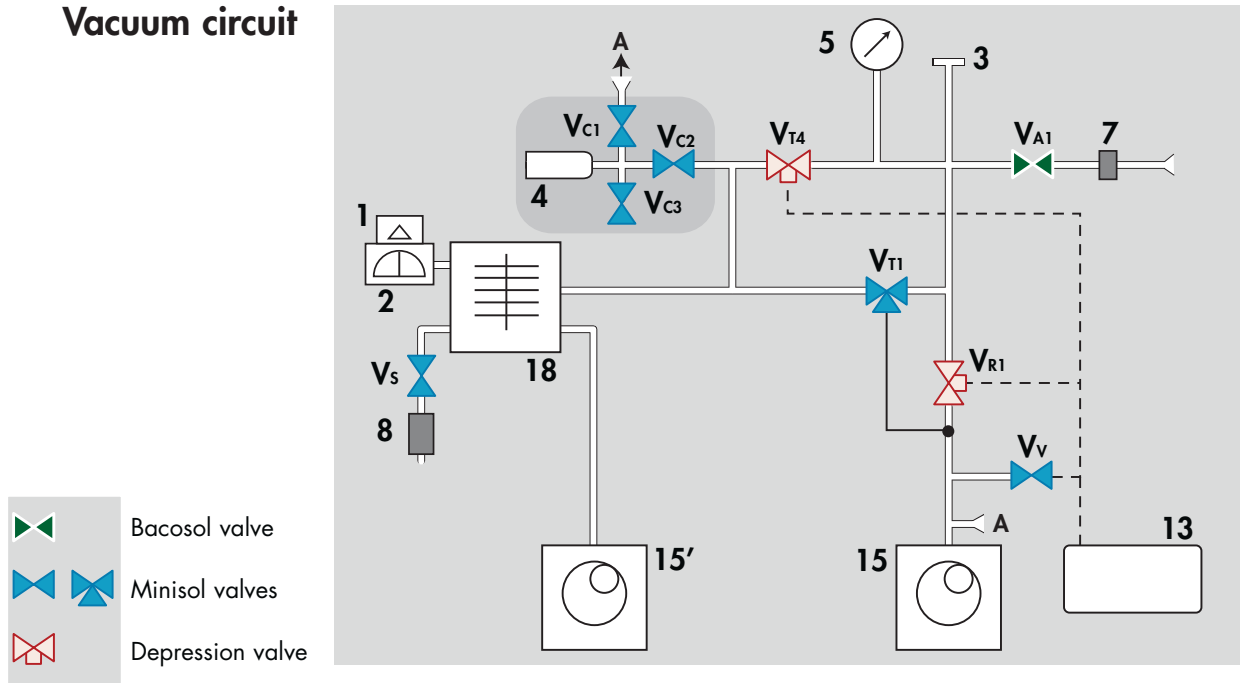 Vacuum circuit
5
3
A
VC1
VC2
VT4
VA1
7
4
VC3
1
2
VT1
18
VS
VR1
8
VV
A
15'
15
13
Bacosol valve
Minisol valves
Depression valve